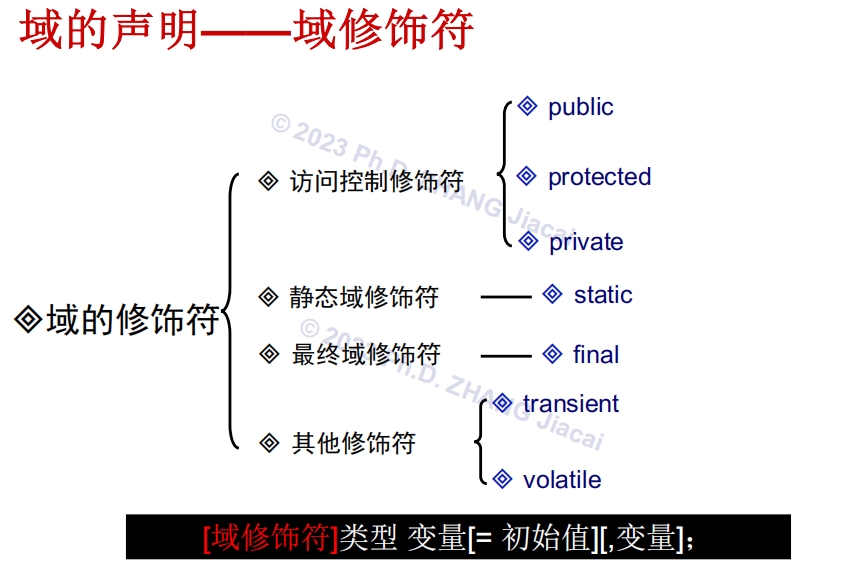 域的声明——域修饰符
域的修饰符
访问控制修饰符
public
protected
private
静态域修饰符
static
最终域修饰符
final
其他修饰符
transient
volatile
[域修饰符]类型 变量[= 初始值][,变量];
© 2023 Ph.D. ZHANG Jiacai
© 2023 Ph.D. ZHANG Jiacai